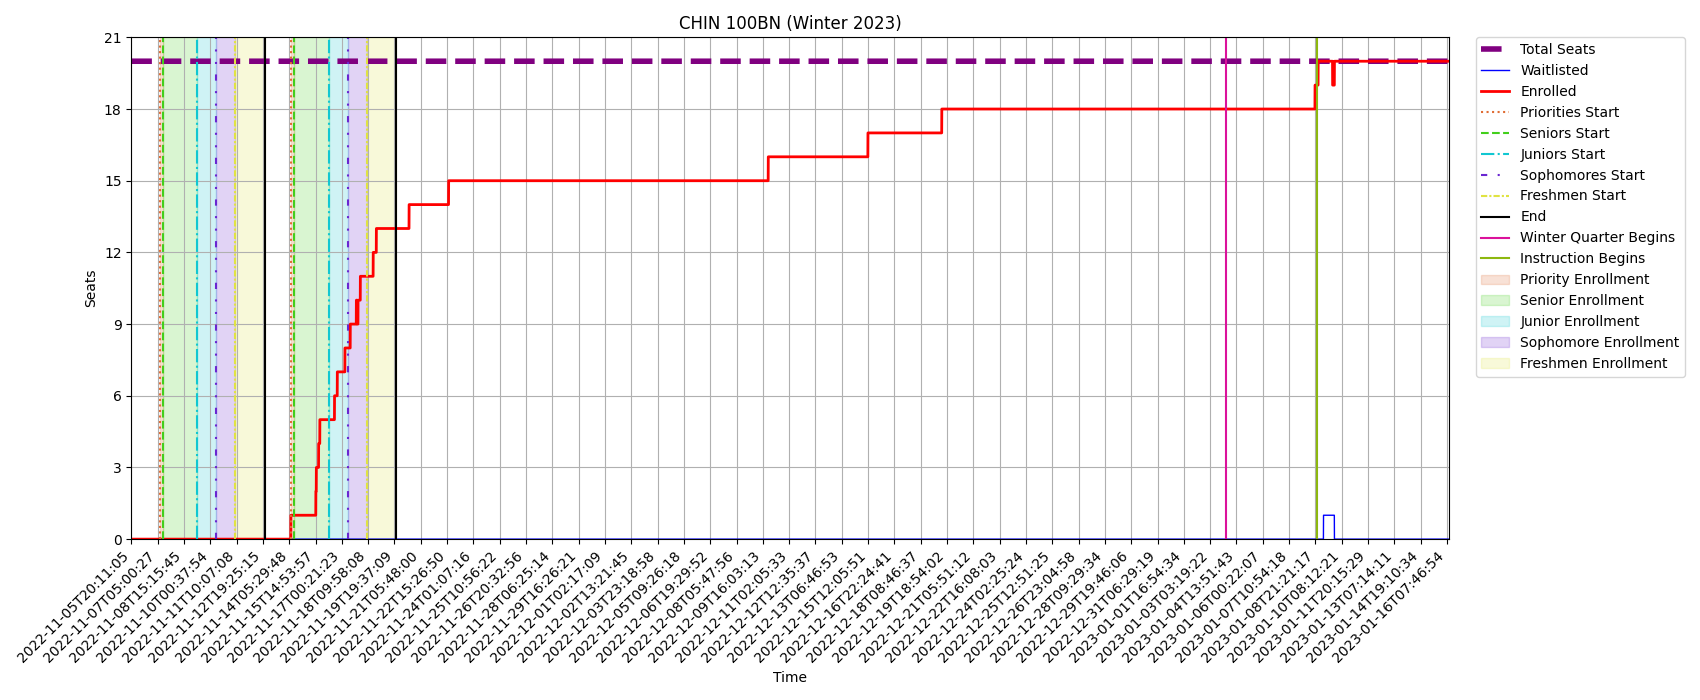 CHIN 100BN (Winter 2023)
21
18
15
12
9
6
3
0
Seats
2022-11-05T20:11:05
2022-11-07T05:00:27
2022-11-08T15:15:45
2022-11-10T00:37:54
2022-11-11T10:07:08
2022-11-12T19:25:15
2022-11-14T05:29:48
2022-11-15T14:53:57
2022-11-17T00:21:23
2022-11-18T09:58:08
2022-11-19T19:37:09
2022-11-21T05:48:00
2022-11-22T15:26:50
2022-11-24T01:07:16
2022-11-25T10:56:22
2022-11-26T20:32:56
2022-11-28T06:25:14
2022-11-29T16:26:21
2022-12-01T02:17:09
2022-12-02T13:21:45
2022-12-03T23:18:58
2022-12-05T09:26:18
2022-12-06T19:29:52
2022-12-08T05:47:56
2022-12-09T16:03:13
2022-12-11T02:05:33
2022-12-12T12:35:37
2022-12-13T06:46:53
2022-12-15T12:05:51
2022-12-16T22:24:41
2022-12-18T08:46:37
2022-12-19T18:54:02
2022-12-21T05:51:12
2022-12-22T16:08:03
2022-12-24T02:25:24
2022-12-25T12:51:25
2022-12-26T23:04:58
2022-12-28T09:29:34
2022-12-29T19:46:06
2022-12-31T06:29:19
2023-01-01T16:54:34
2023-01-03T03:19:22
2023-01-04T13:51:43
2023-01-06T00:22:07
2023-01-07T10:54:18
2023-01-08T21:21:17
2023-01-10T08:12:21
2023-01-11T20:15:29
2023-01-13T07:14:11
2023-01-14T19:10:34
2023-01-16T07:46:54
Time
Total Seats
Waitlisted
Enrolled
Priorities Start
Seniors Start
Juniors Start
Sophomores Start
Freshmen Start
End
Winter Quarter Begins
Instruction Begins
Priority Enrollment
Senior Enrollment
Junior Enrollment
Sophomore Enrollment
Freshmen Enrollment